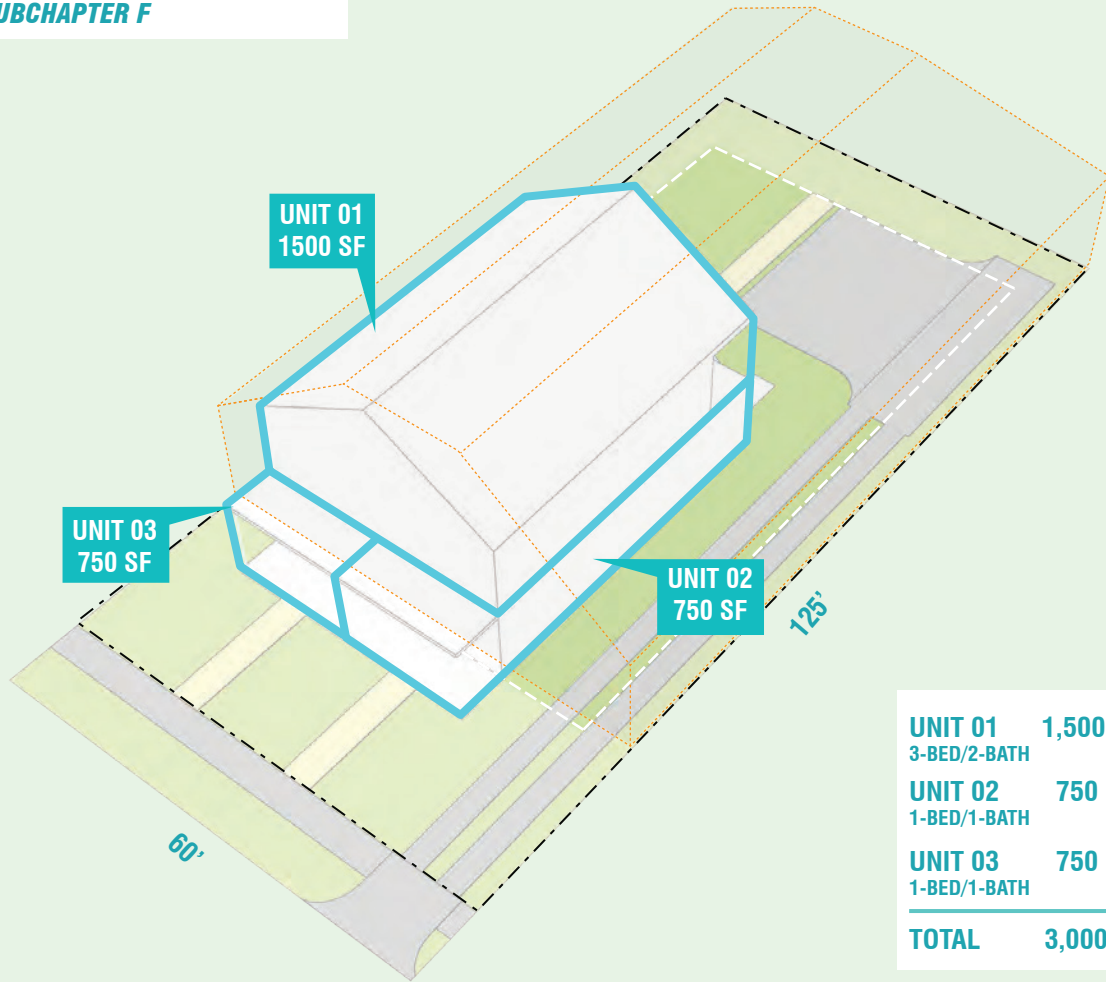 UBCHAPTER F
UNIT 01
1500 SF
UNIT 03
750 SF
UNIT 02
750 SF
125’
60’
UNIT 01 1,500
3-BED/2-BATH
UNIT 02 750
1-BED/1-BATH
UNIT 03 750
1-BED/1-BATH
TOTAL 3,000